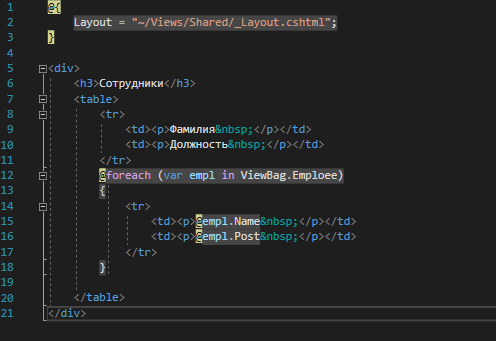 1 @{
2 Layout = "~/Views/Shared/_Layout.cshtml";
3 }
4
5 <div>
6 <h3>Сотрудники</h3>
7 <table>
8 <tr>
9 <td><p>Фамилия&nbsp;</p></td>
10 <td><p>Должность&nbsp;</p></td>
11 </tr>
12 @foreach (var empl in ViewBag.Emploee)
13 {
14 <tr>
15 <td><p>@empl.Name&nbsp;</p></td>
16 <td><p>@empl.Post&nbsp;</p></td>
17 </tr>
18 }
19
20 </table>
21 </div>